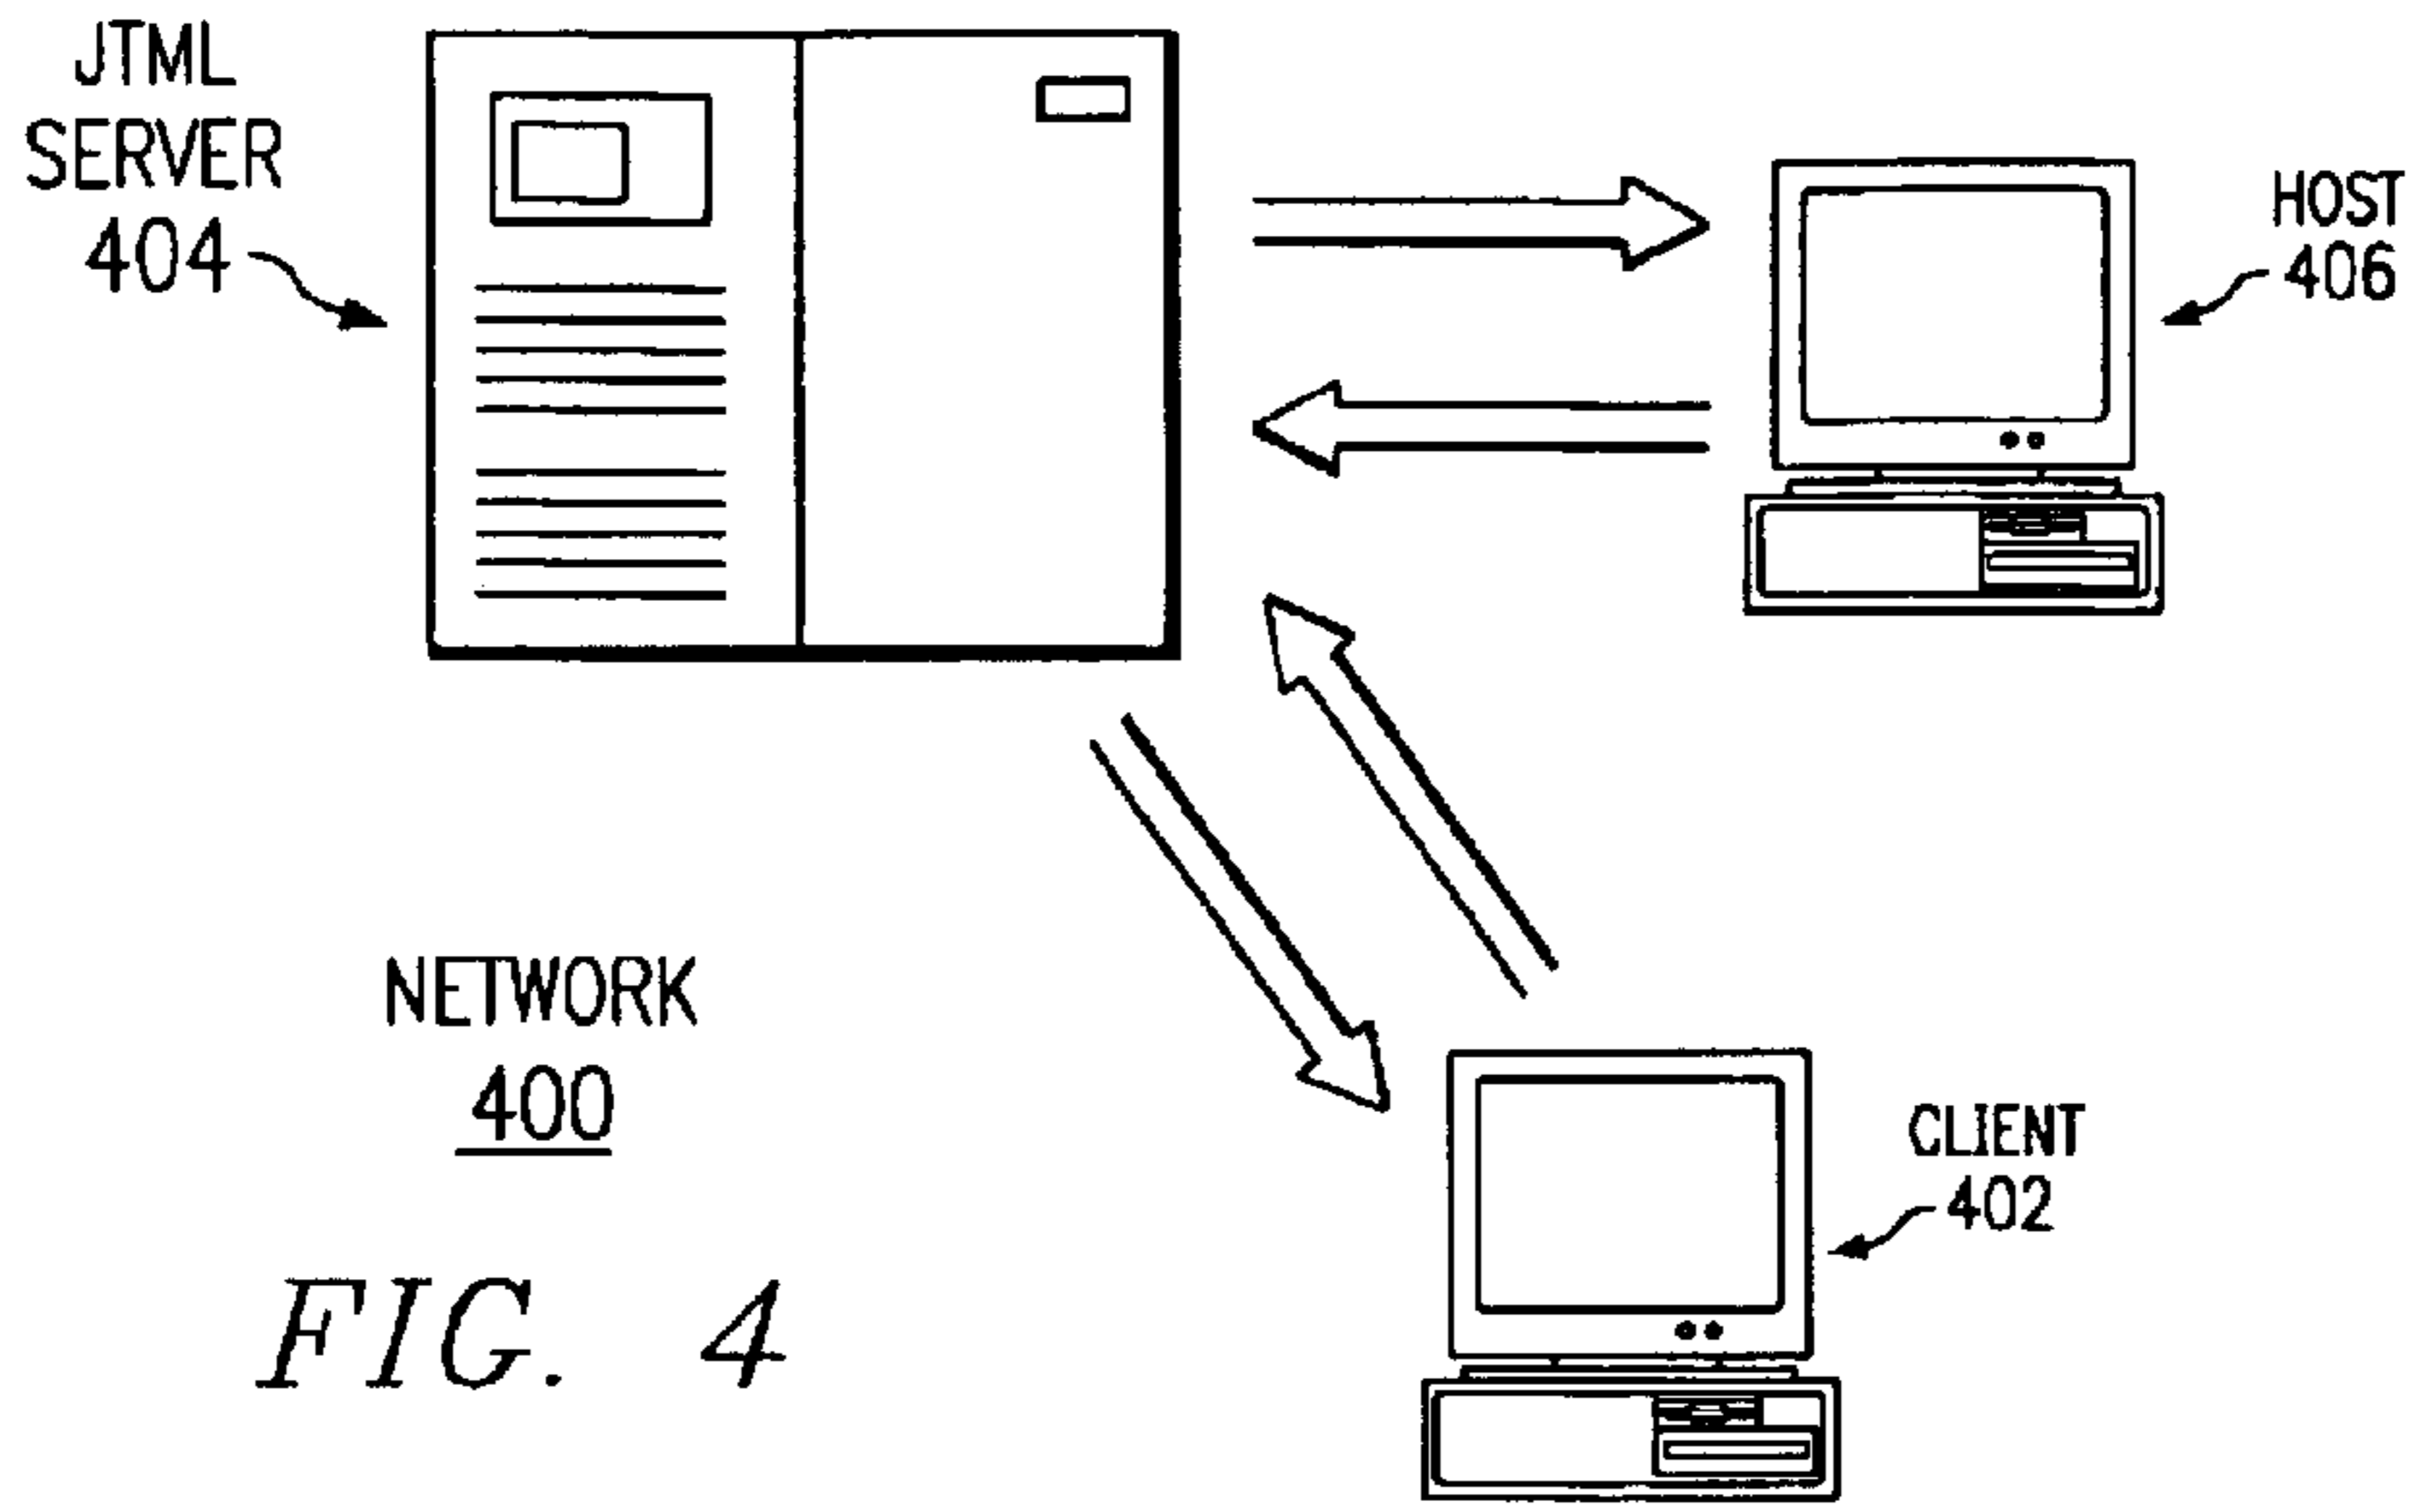 JTML
SERVER
404
HOST
406
NETWORK
400
CLIENT
402
FIG. 4